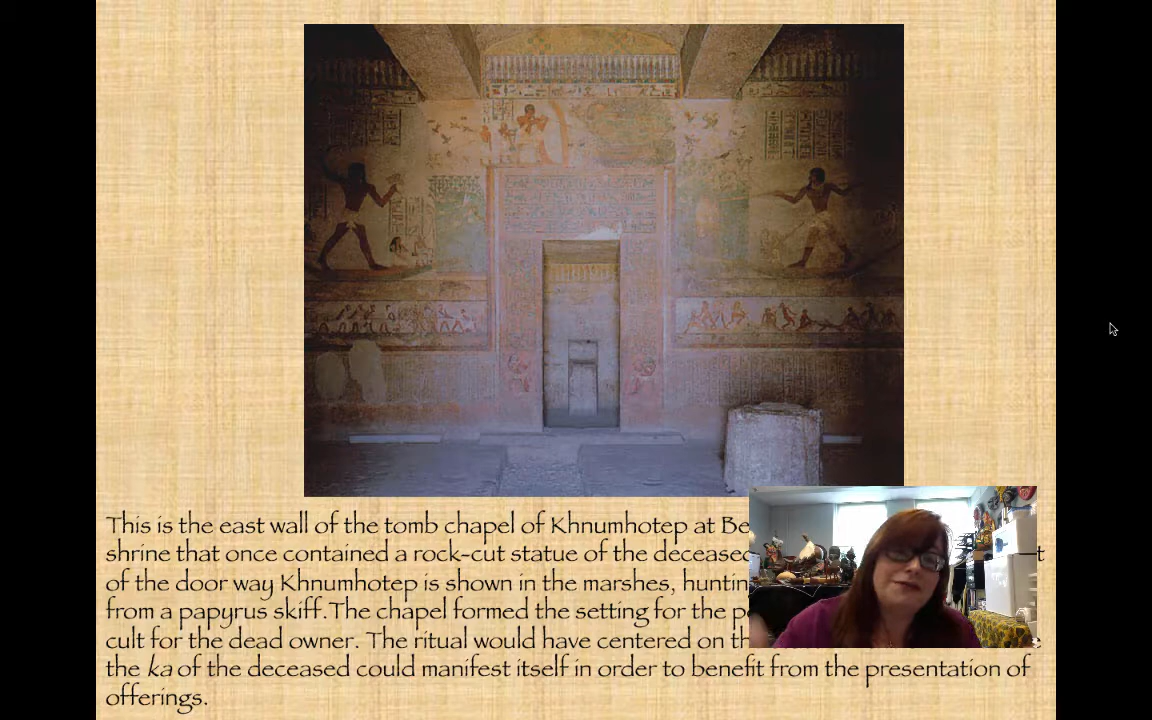 This is the east wall of the tomb chapel of Khnumhotep at Be
shrine that once contained a rock-cut statue of the deceased t
of the door way Khnumhotep is shown in the marshes, huntin
from a papyrus skiff.The chapel formed the setting for the pe
cult for the dead owner. The ritual would have centered on th e
the ka of the deceased could manifest itself in order to benefit from the presentation of
offerings.